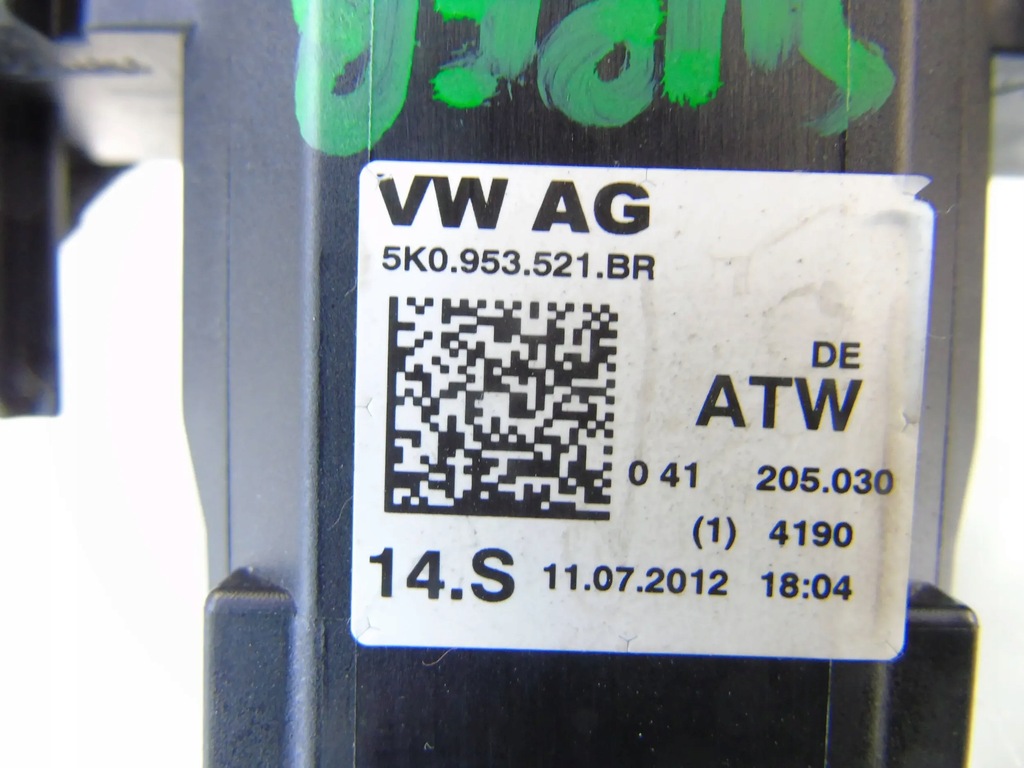 VW AG
5K0.953.521.BR
DE
ATW
0 41 205.030
(1) 4190
14.S 11.07.2012 18:04